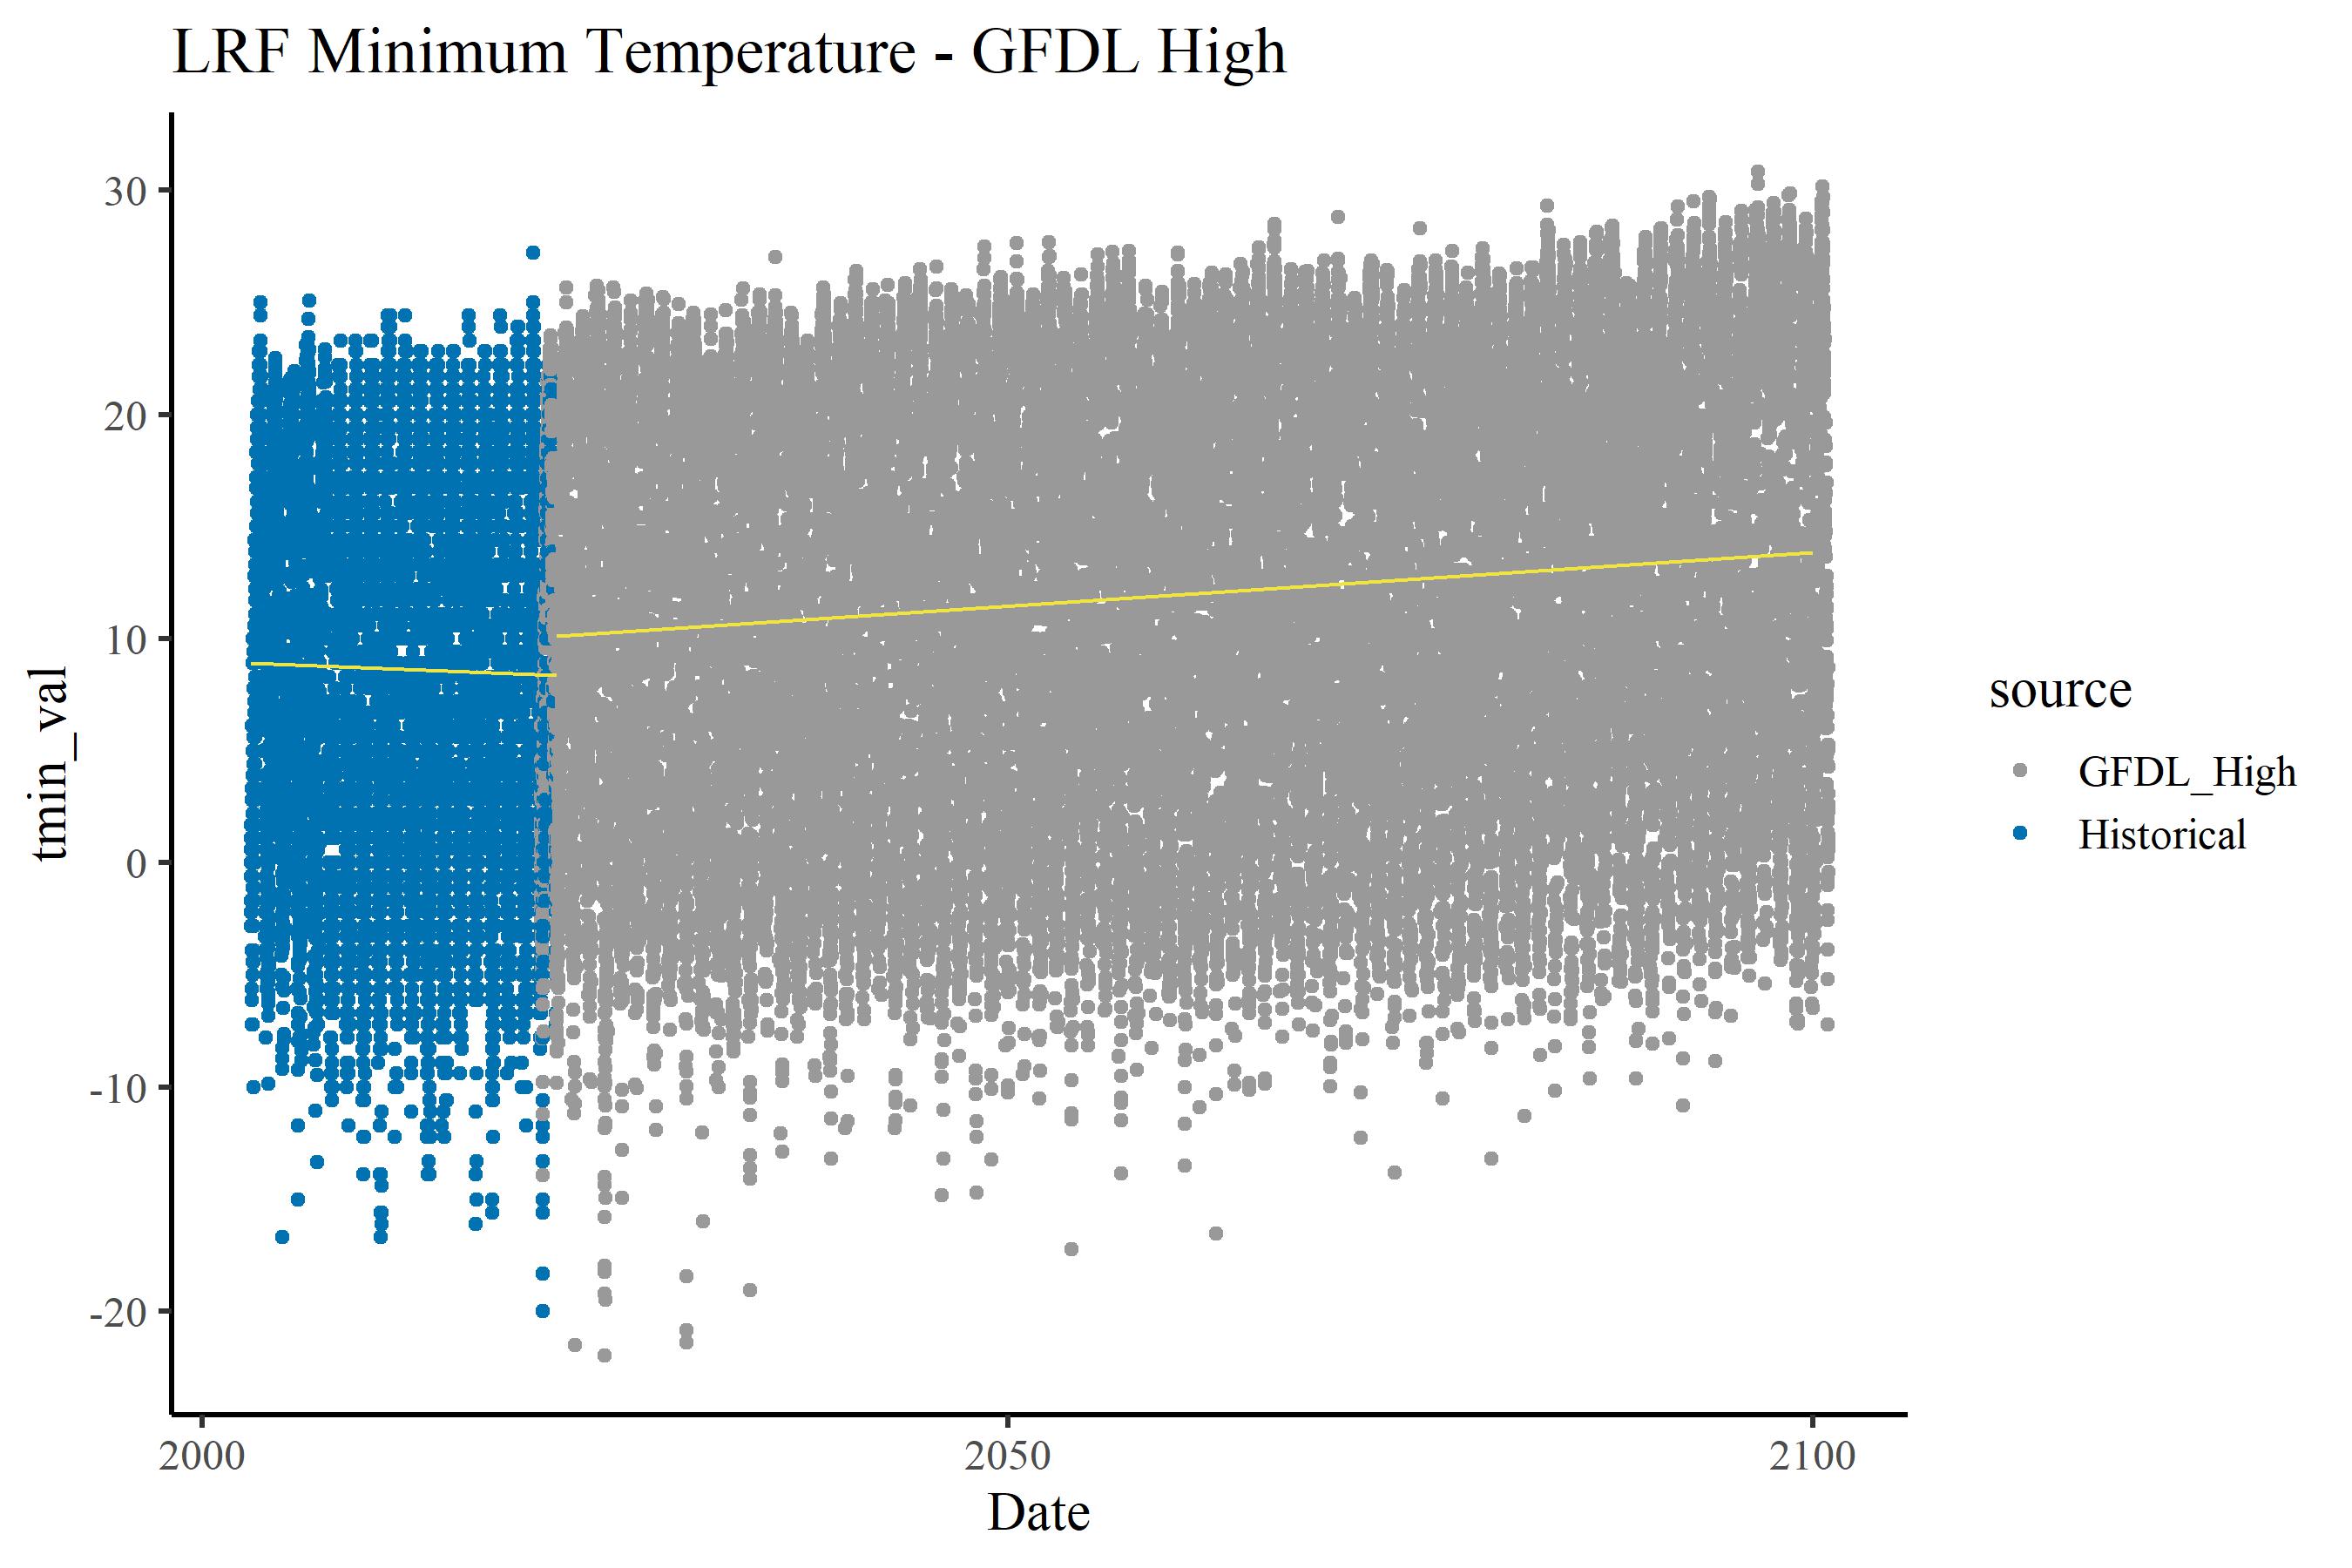 LRF Minimum Temperature - GFDL High
tmin_val
30
20
10
0
-10
-20
2000
2050
2100
Date
source
GFDL_High
Historical